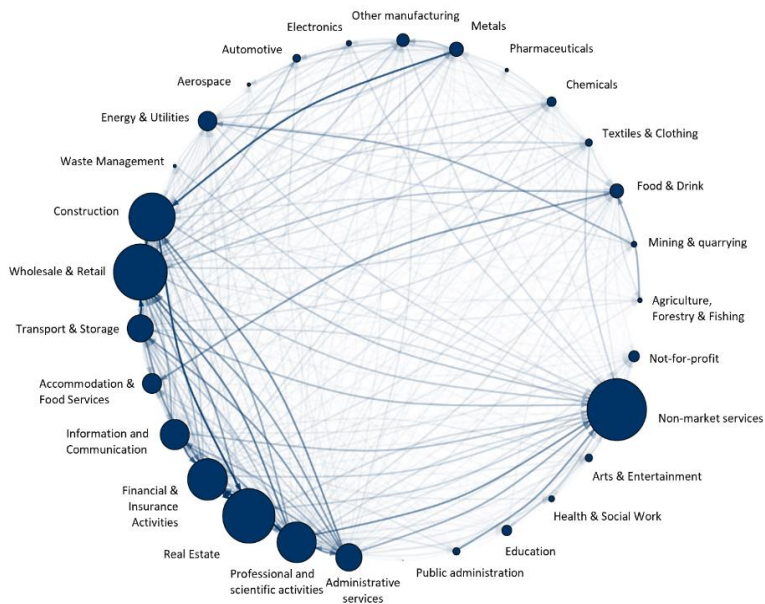 Other manufacturing
Electronics
Metals
Automotive
Pharmaceuticals
Aerospace
Chemicals
Energy & Utilities
Textiles & Clothing
Waste Management
Food & Drink
Construction
Mining & quarrying
Wholesale & Retail
Agriculture,
Forestry & Fishing
Transport & Storage
Not-for-profit
Accommodation &
Food Services
Non-market services
Information and
Communication
Arts & Entertainment
Financial &
Insurance
Activities
Health & Social Work
Real Estate
Education
Professional and
scientific activities
Administrative
services
Public administration